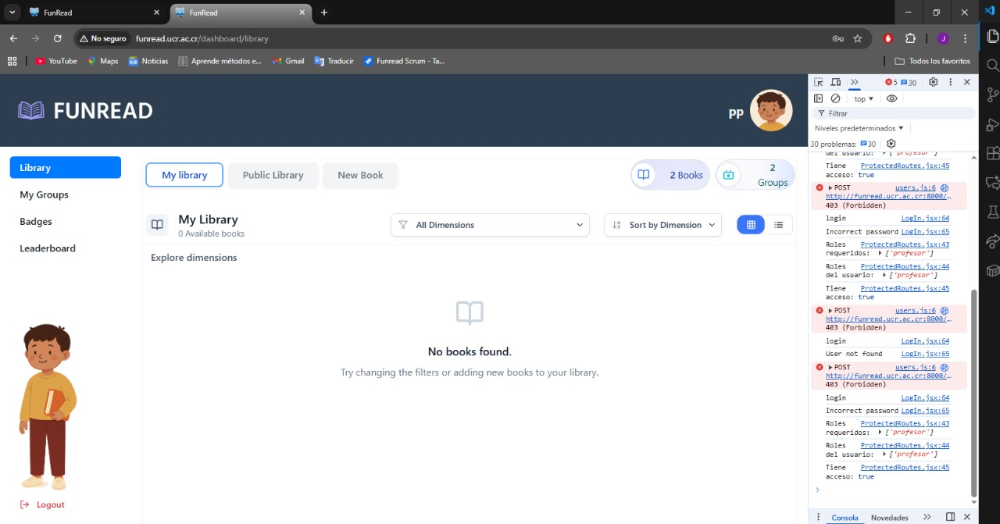 FunRead
FunRead
No seguro
funread.ucr.ac.cr/dashboard/library
J
YouTube
Maps
Noticias
Aprende métodos e...
Gmail
Traducir
Funread Scrum - Ta...
Todos los favoritos
FUNREAD
pp
Library
My Groups
Badges
Leaderboard
Logout
My library
Public Library
New Book
2 Books
2
Groups
My Library
0 Available books
All Dimensions
Sort by Dimension
Explore dimensions
No books found.
Try changing the filters or adding new books to your library.
5 30
top
Filtrar
Niveles predeterminados
30 problemas: 30
del usuario: ['profesor']
Tiene ProtectedRoutes.jsx:45
acceso: true
POST users.js:6
http://funread.ucr.ac.cr:8000/…
403 (Forbidden)
login LogIn.jsx:64
Incorrect password LogIn.jsx:65
Roles ProtectedRoutes.jsx:43
requeridos: ['profesor']
Roles ProtectedRoutes.jsx:44
del usuario: ['profesor']
Tiene ProtectedRoutes.jsx:45
acceso: true
POST users.js:6
http://funread.ucr.ac.cr:8000/…
403 (Forbidden)
login LogIn.jsx:64
User not found LogIn.jsx:65
POST users.js:6
http://funread.ucr.ac.cr:8000/…
403 (Forbidden)
login LogIn.jsx:64
Incorrect password LogIn.jsx:65
Roles ProtectedRoutes.jsx:43
requeridos: ['profesor']
Roles ProtectedRoutes.jsx:44
del usuario: ['profesor']
Tiene ProtectedRoutes.jsx:45
acceso: true
Consola
Novedades